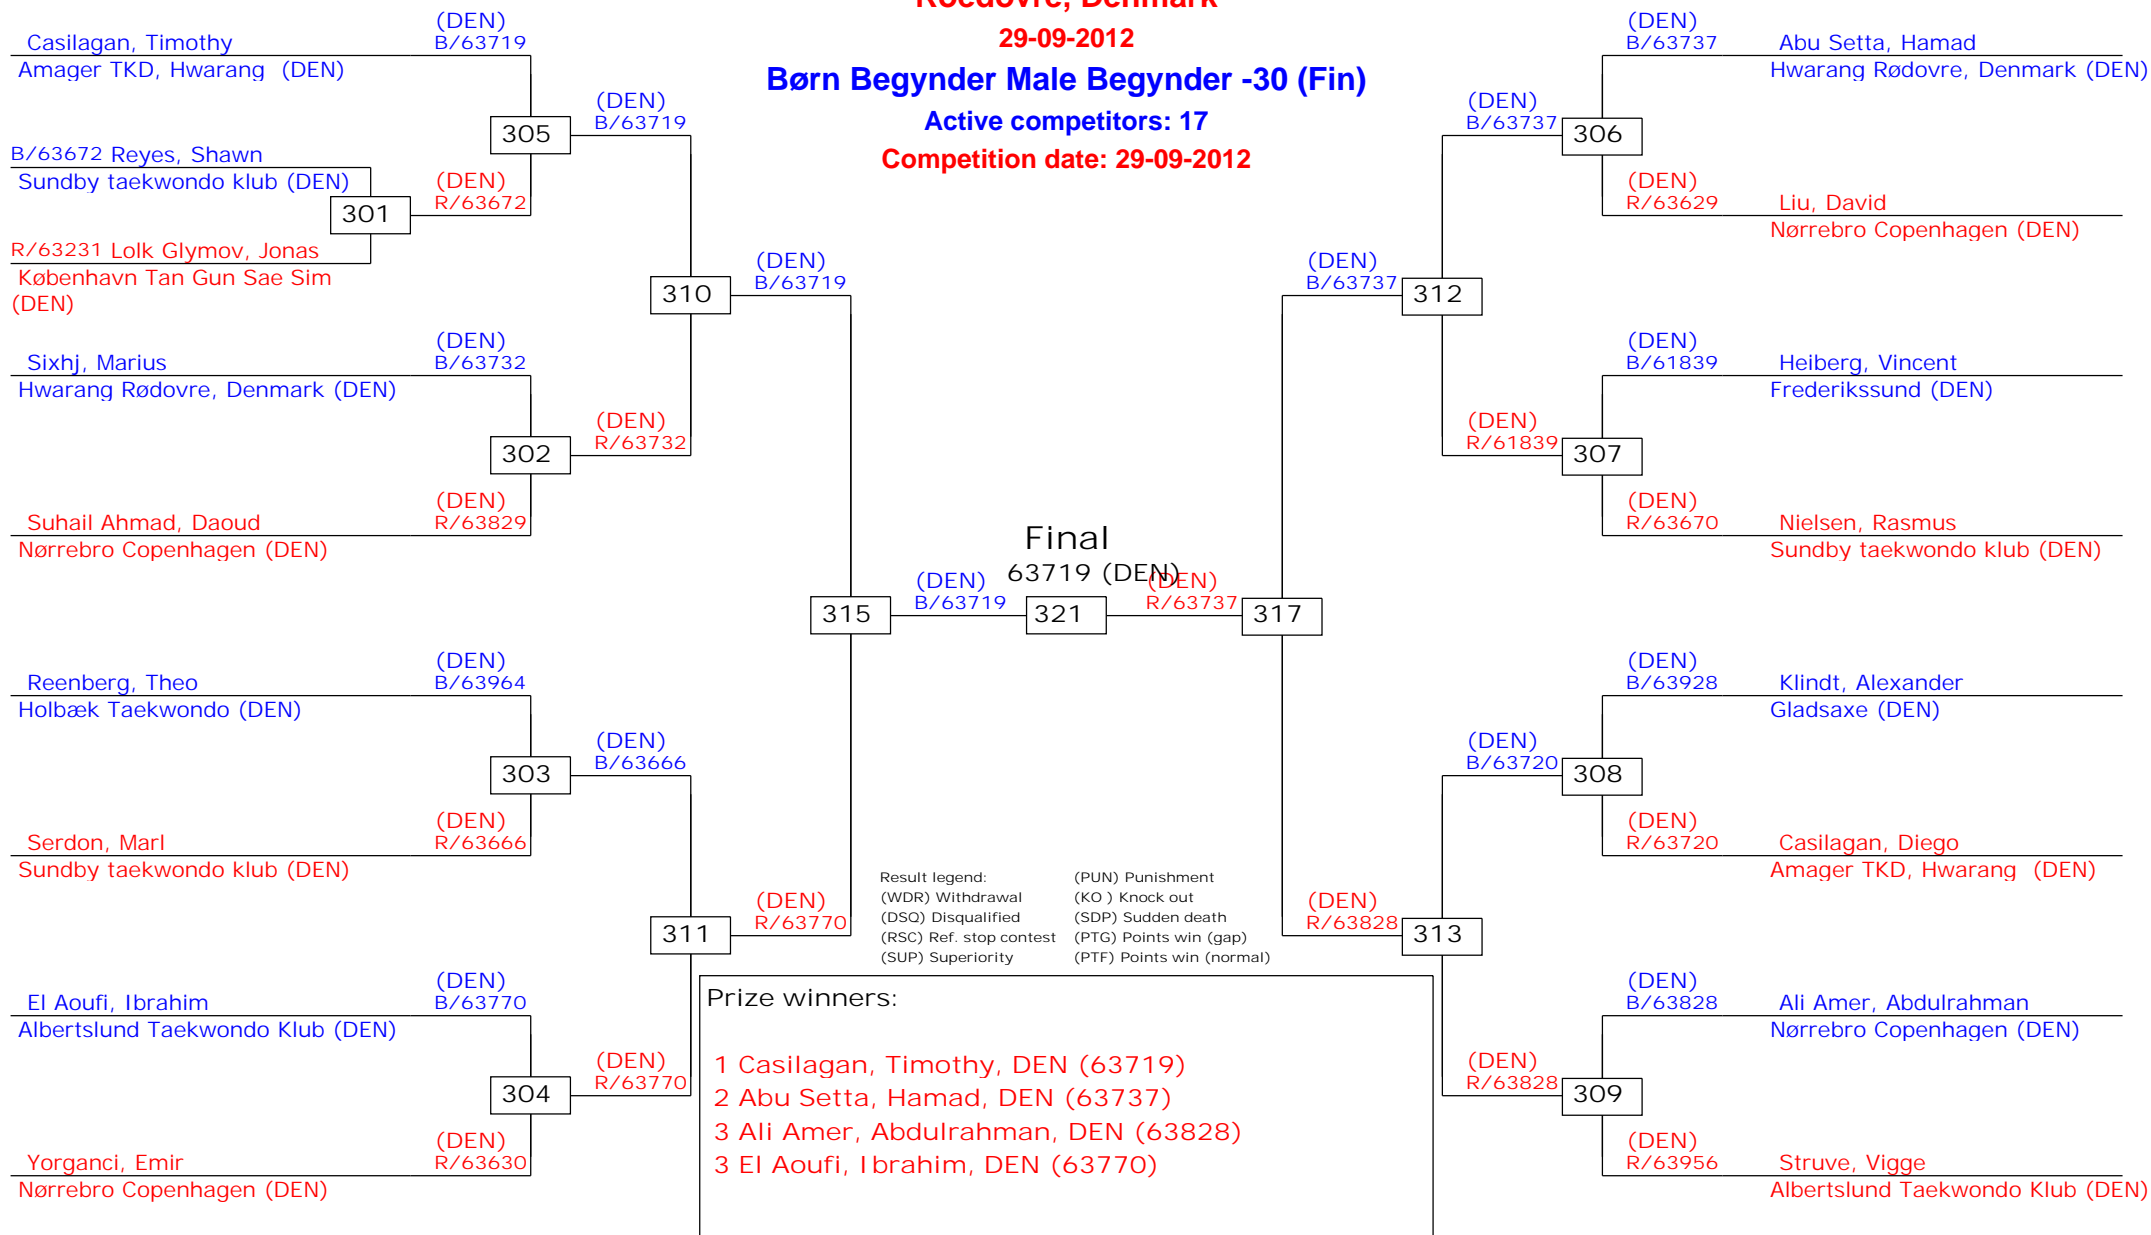 Roedovre, Denmark
29-09-2012
Børn Begynder Male Begynder -30 (Fin)
Active competitors: 17
Competition date: 29-09-2012
(DEN)
Casilagan, Timothy B/63719
Amager TKD, Hwarang (DEN)
(DEN)
B/63719
305
B/63672 Reyes, Shawn
Sundby taekwondo klub (DEN)
(DEN)
R/63672
301
R/63231 Lolk Glymov, Jonas
København Tan Gun Sae Sim
(DEN)
(DEN)
B/63719
310
(DEN)
Sixhj, Marius B/63732
Hwarang Rødovre, Denmark (DEN)
(DEN)
R/63732
302
(DEN)
Suhail Ahmad, Daoud R/63829
Nørrebro Copenhagen (DEN)
Final
63719 (DEN)
(DEN)
B/63719
(DEN)
R/63737
315
321
317
(DEN)
Reenberg, Theo B/63964
Holbæk Taekwondo (DEN)
(DEN)
B/63666
303
(DEN)
Serdon, Marl R/63666
Sundby taekwondo klub (DEN)
(DEN)
R/63770
311
(DEN)
El Aoufi, Ibrahim B/63770
Albertslund Taekwondo Klub (DEN)
(DEN)
R/63770
304
(DEN)
Yorganci, Emir R/63630
Nørrebro Copenhagen (DEN)
(DEN)
B/63737 Abu Setta, Hamad
Hwarang Rødovre, Denmark (DEN)
(DEN)
B/63737
306
(DEN)
R/63629 Liu, David
Nørrebro Copenhagen (DEN)
(DEN)
B/63737
312
(DEN)
B/61839 Heiberg, Vincent
Frederikssund (DEN)
(DEN)
R/61839
307
(DEN)
R/63670 Nielsen, Rasmus
Sundby taekwondo klub (DEN)
(DEN)
B/63928 Klindt, Alexander
Gladsaxe (DEN)
(DEN)
B/63720
308
(DEN)
R/63720 Casilagan, Diego
Amager TKD, Hwarang (DEN)
(DEN)
R/63828
313
(DEN)
B/63828 Ali Amer, Abdulrahman
Nørrebro Copenhagen (DEN)
(DEN)
R/63828
309
(DEN)
R/63956 Struve, Vigge
Albertslund Taekwondo Klub (DEN)
Result legend: (PUN) Punishment
(WDR) Withdrawal (KO ) Knock out
(DSQ) Disqualified (SDP) Sudden death
(RSC) Ref. stop contest (PTG) Points win (gap)
(SUP) Superiority (PTF) Points win (normal)
Prize winners:
1 Casilagan, Timothy, DEN (63719)
2 Abu Setta, Hamad, DEN (63737)
3 Ali Amer, Abdulrahman, DEN (63828)
3 El Aoufi, Ibrahim, DEN (63770)